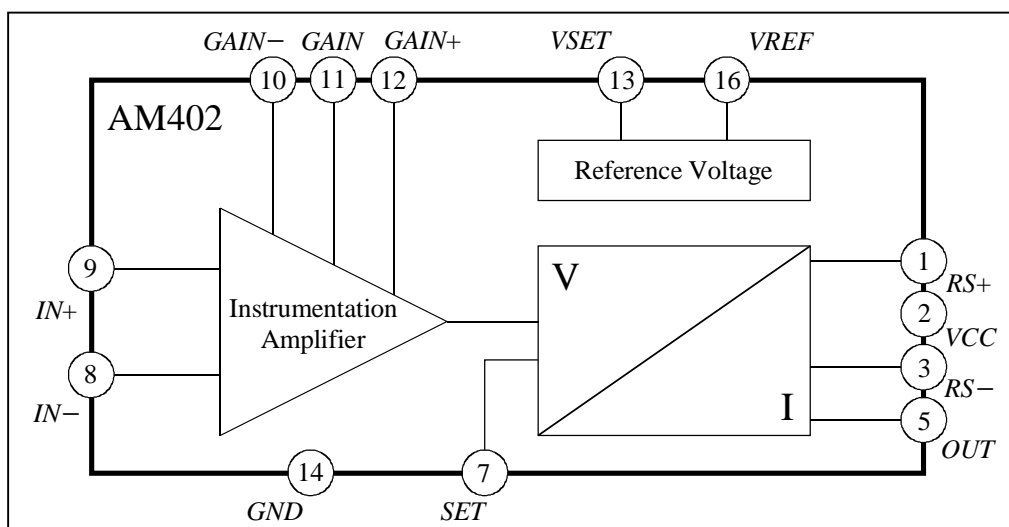 GAIN− GAIN GAIN+ VSET VREF
10 11 12 13 16
AM402
Reference Voltage
9
IN+
Instrumentation
Amplifier
8
IN−
V
I
1
RS+
2
VCC
3
RS−
5
OUT
14
GND
7
SET